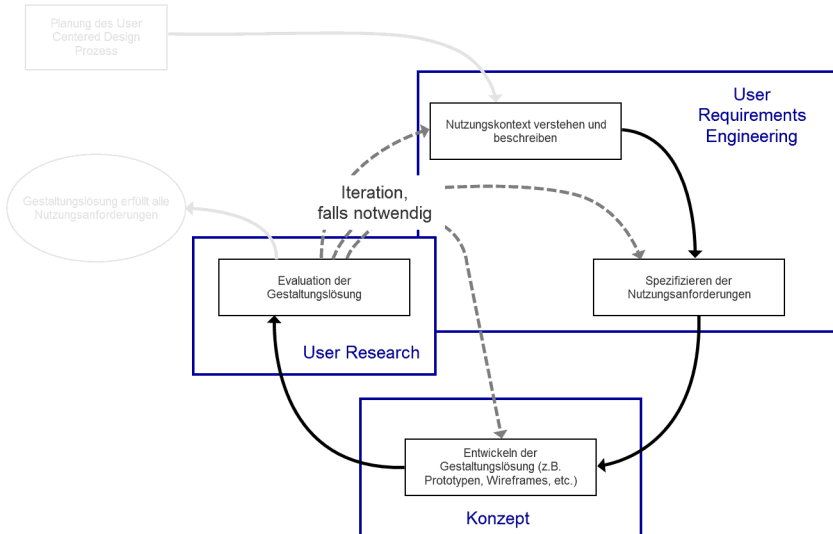 Planung des User
Centered Design
Prozess
User
Requirements
Engineering
Nutzungskontext verstehen und
beschreiben
Gestaltungslösung erfüllt alle
Nutzungsanforderungen
Iteration,
falls notwendig
Evaluation der
Gestaltungslösung
User Research
Spezifizieren der
Nutzungsanforderungen
Entwickeln der
Gestaltungslösung (z.B.
Prototypen, Wireframes, etc.)
Konzept